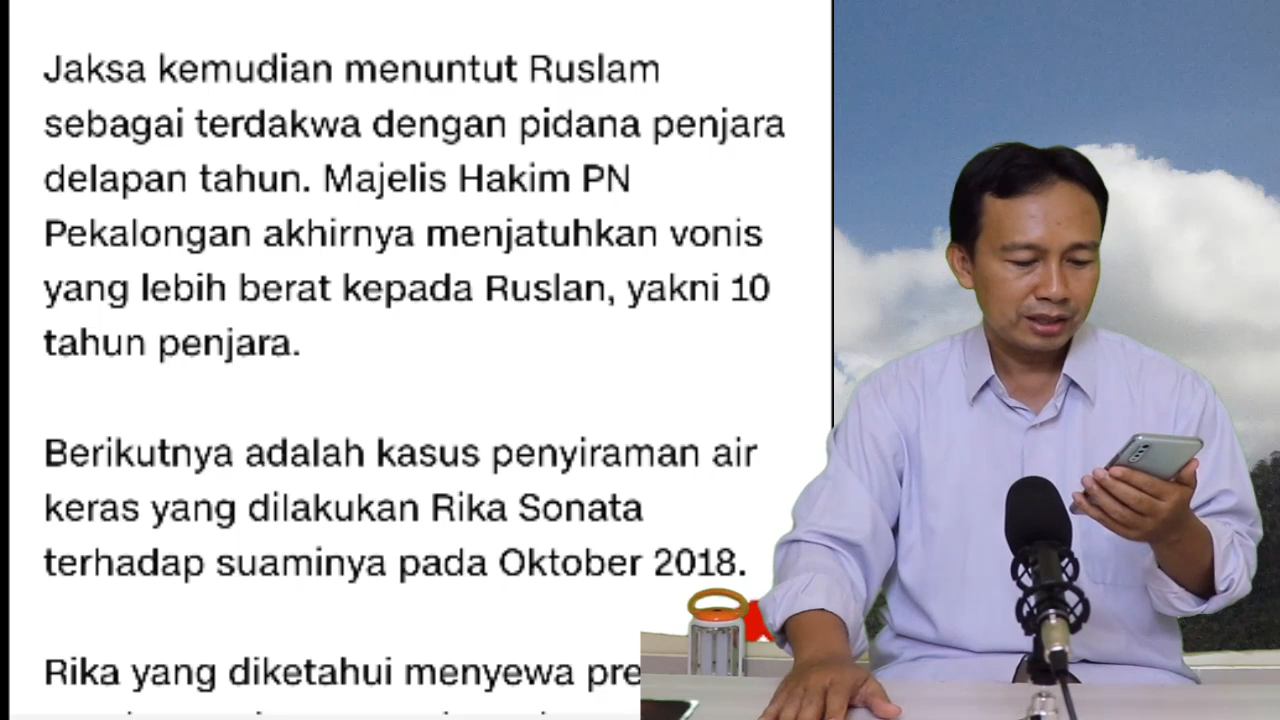 Jaksa kemudian menuntut Ruslam
sebagai terdakwa dengan pidana penjara
delapan tahun. Majelis Hakim PN
Pekalongan akhirnya menjatuhkan vonis
yang lebih berat kepada Ruslan, yakni 10
tahun penjara.
Berikutnya adalah kasus penyiraman air
keras yang dilakukan Rika Sonata
terhadap suaminya pada Oktober 2018.
Rika yang diketahui menyewa